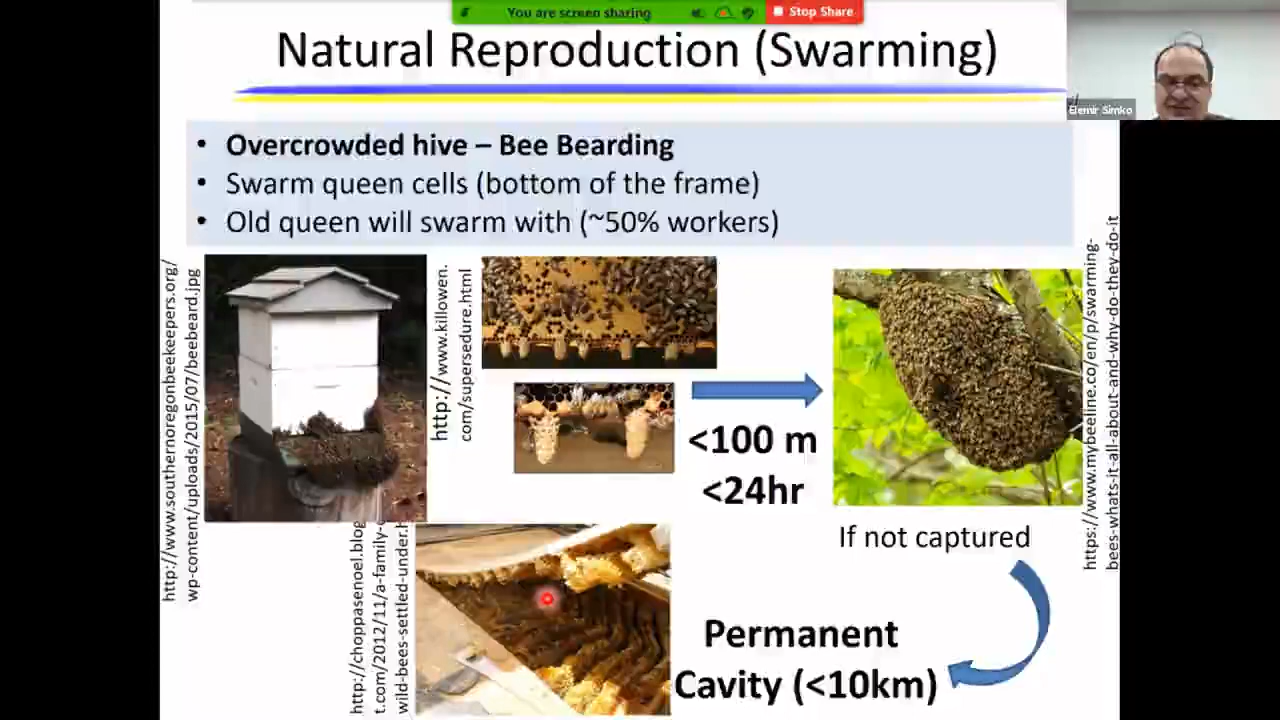 You are screen sharing
Stop Share
Natural Reproduction (Swarming)
Elemir Simko
• Overcrowded hive – Bee Bearding
• Swarm queen cells (bottom of the frame)
• Old queen will swarm with (~50% workers)
http://www.southernoregonbeekeepers.org/
wp-content/uploads/2015/07/beebeard.jpg
http://www.killowen.
com/supersedure.html
<100 m
<24hr
https://www.mybeeline.co/en/p/swarming-
bees-whats-it-all-about-and-why-do-they-do-it
If not captured
http://choppasenoel.blog
t.com/2012/11/a-family-
wild-bees-settled-under.
Permanent
Cavity (<10km)